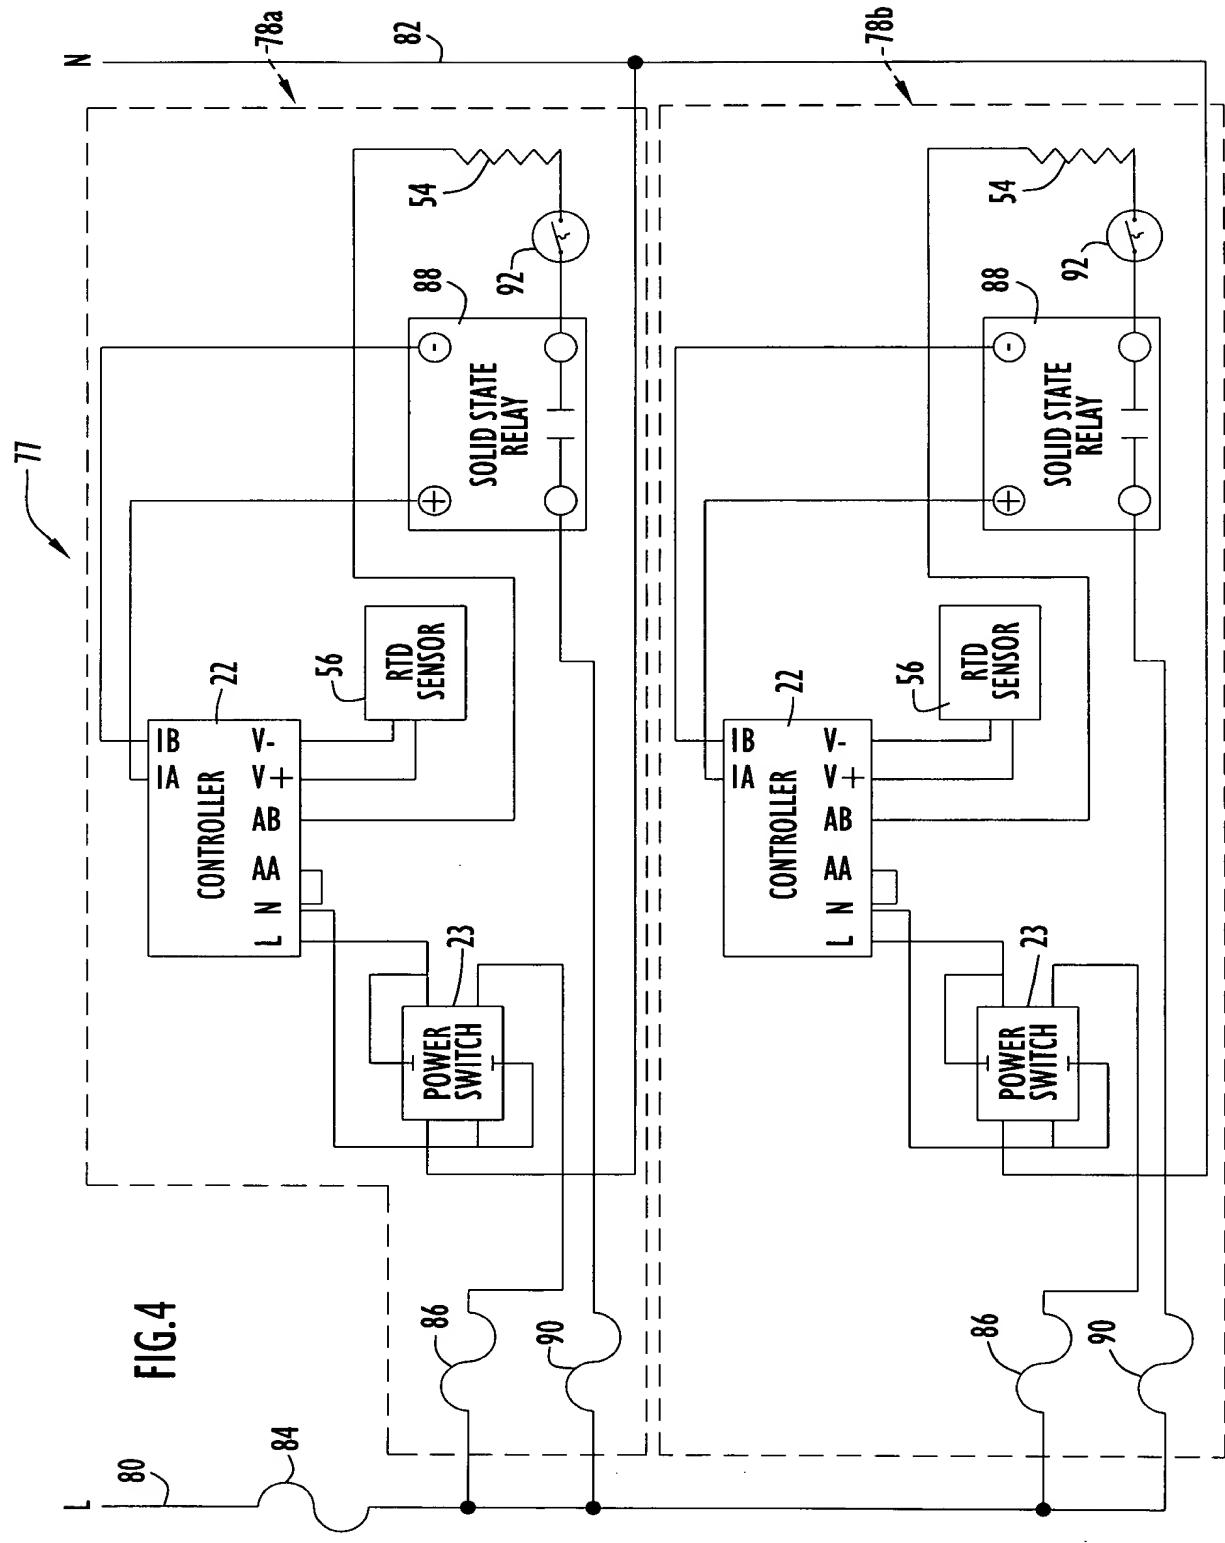 FIG.4
77
N
82
78a
54
92
88
-
+
SOLID STATE
RELAY
22
CONTROLLER
IB
IA
V-
V+
AB
AA
N
L
56
RTD
SENSOR
23
POWER
SWITCH
86
90
L
80
84
78b
54
92
88
-
+
SOLID STATE
RELAY
22
CONTROLLER
IB
IA
V-
V+
AB
AA
N
L
56
RTD
SENSOR
23
POWER
SWITCH
86
90